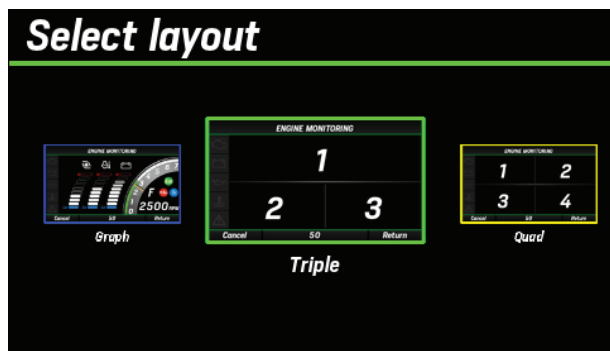 Select layout
ENGINE MONITORING
F
2500 RPM
Cancel 50 Return
Graph
ENGINE MONITORING
1
2 3
Cancel 50 Return
Triple
ENGINE MONITORING
1 2
3 4
Cancel 50 Return
Quad